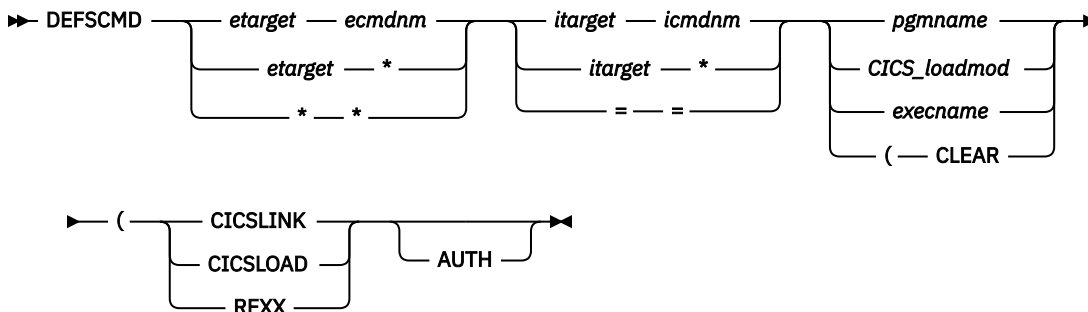 DEFSCMD etarget ecmdnm itarget icmdnm pgmname
etarget * itarget * CICS_loadmod
* * = = execname
( CLEAR
( CICSLINK
CICSLOAD AUTH
REXX